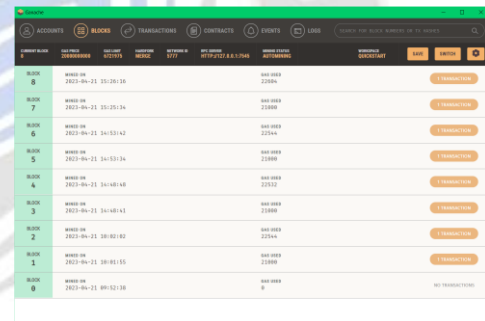 Ganache
ACCOUNTS BLOCKS TRANSACTIONS CONTRACTS EVENTS LOGS SEARCH FOR BLOCK NUMBERS OR TX HASHES
CURRENT BLOCK GAS PRICE GAS LIMIT HARDFORK NETWORK ID RPC SERVER MINING STATUS WORKSPACE
8 20000000000 6721975 MERGE 5777 HTTP://127.0.0.1:7545 AUTOMINING QUICKSTART SAVE SWITCH
BLOCK MINED ON GAS USED
8 2023-04-21 15:26:16 1 TRANSACTION
BLOCK MINED ON GAS USED
7 2023-04-21 15:25:34 21000 1 TRANSACTION
BLOCK MINED ON GAS USED
6 2023-04-21 14:53:42 22544 1 TRANSACTION
BLOCK MINED ON GAS USED
5 2023-04-21 14:53:34 21000 1 TRANSACTION
BLOCK MINED ON GAS USED
4 2023-04-21 14:48:48 22532 1 TRANSACTION
BLOCK MINED ON GAS USED
3 2023-04-21 14:48:41 21000 1 TRANSACTION
BLOCK MINED ON GAS USED
2 2023-04-21 10:02:02 22544 1 TRANSACTION
BLOCK MINED ON GAS USED
1 2023-04-21 10:01:55 21000 1 TRANSACTION
BLOCK MINED ON GAS USED
0 2023-04-21 09:52:38 0 NO TRANSACTIONS